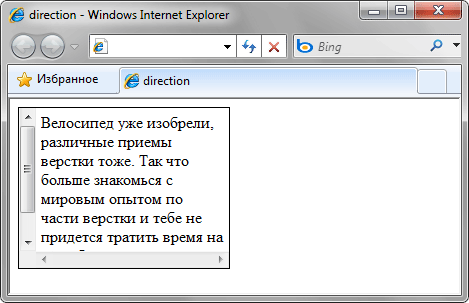 direction - Windows Internet Explorer
Bing
Избранное
direction
Велосипед уже изобрели,
различные приемы
верстки тоже. Так что
больше знакомься с
мировым опытом по
части верстки и тебе не
придется тратить время на